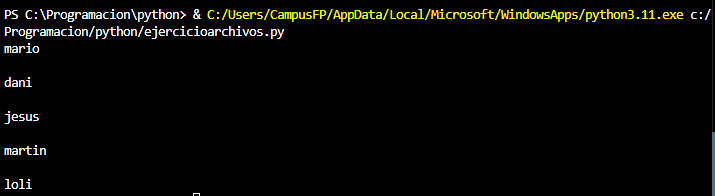 PS C:\Programacion\python> & C:/Users/CampusFP/AppData/Local/Microsoft/WindowsApps/python3.11.exe c:/
Programacion/python/ejercicioarchivos.py
mario
dani
jesus
martin
loli